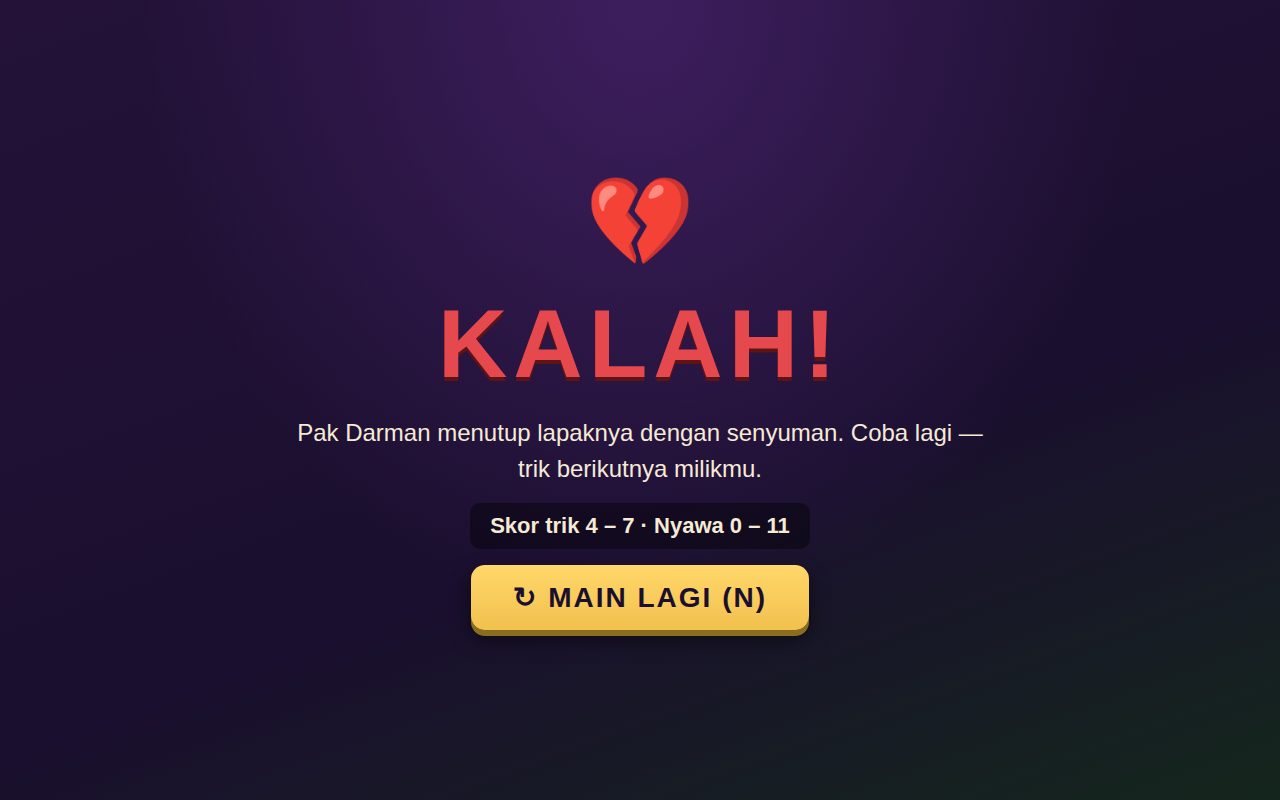 KALAH!
Pak Darman menutup lapaknya dengan senyuman. Coba lagi —
trik berikutnya milikmu.
Skor trik 4 – 7 · Nyawa 0 – 11
↻ MAIN LAGI (N)